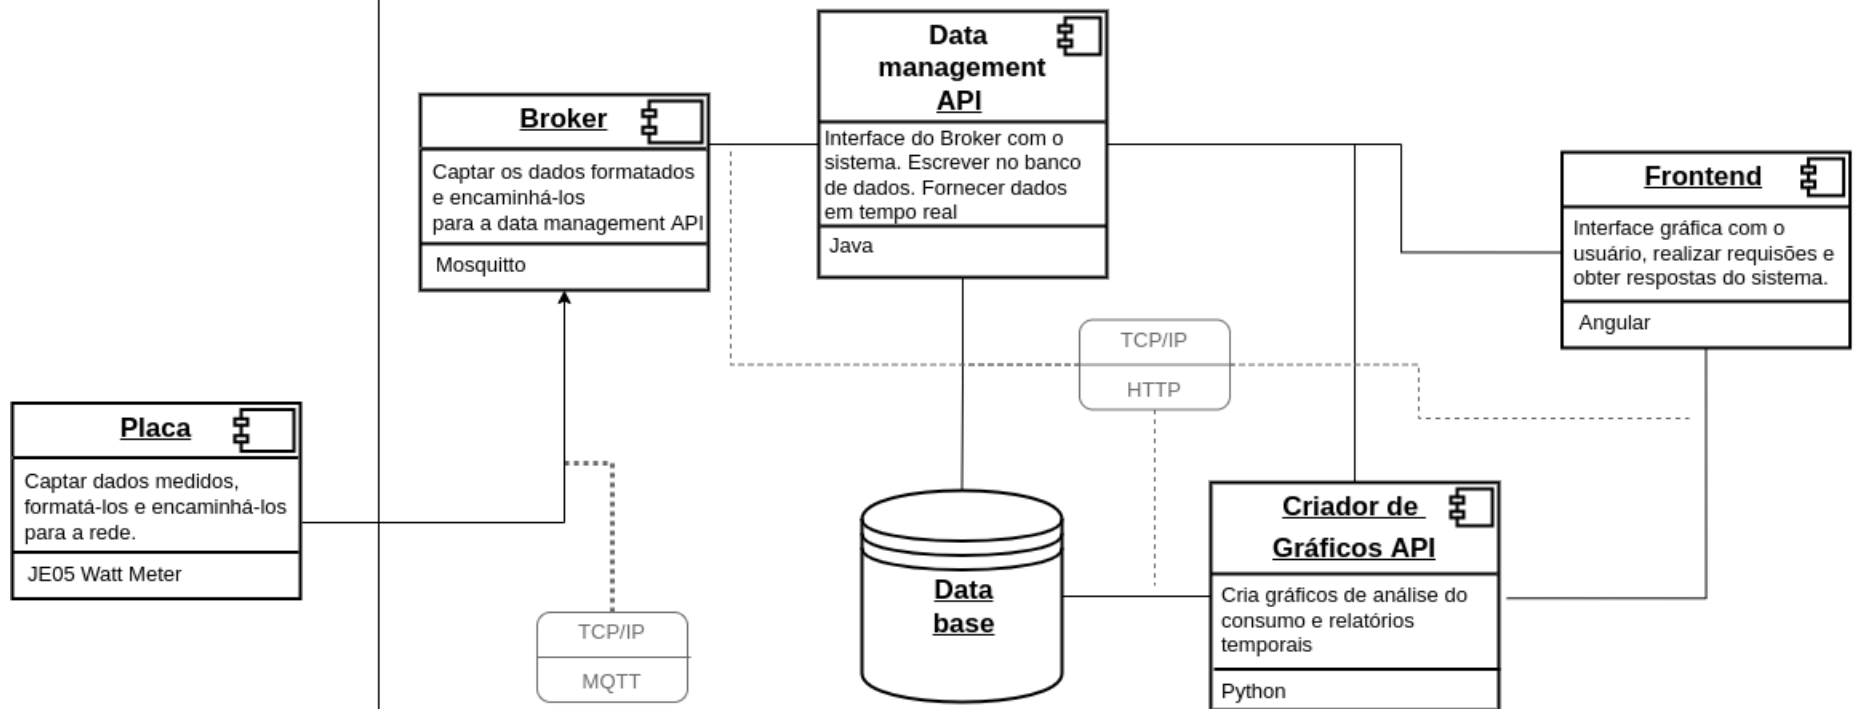 Data
management
API
Interface do Broker com o
sistema. Escrever no banco
de dados. Fornecer dados
em tempo real
Java
Broker
Captar os dados formatados
e encaminhá-los
para a data management API
Mosquitto
Frontend
Interface gráfica com o
usuário, realizar requisões e
obter respostas do sistema.
Angular
TCP/IP
HTTP
Placa
Captar dados medidos,
formatá-los e encaminhá-los
para a rede.
JE05 Watt Meter
TCP/IP
MQTT
Data
base
Criador de
Gráficos API
Cria gráficos de análise do
consumo e relatórios
temporais
Python